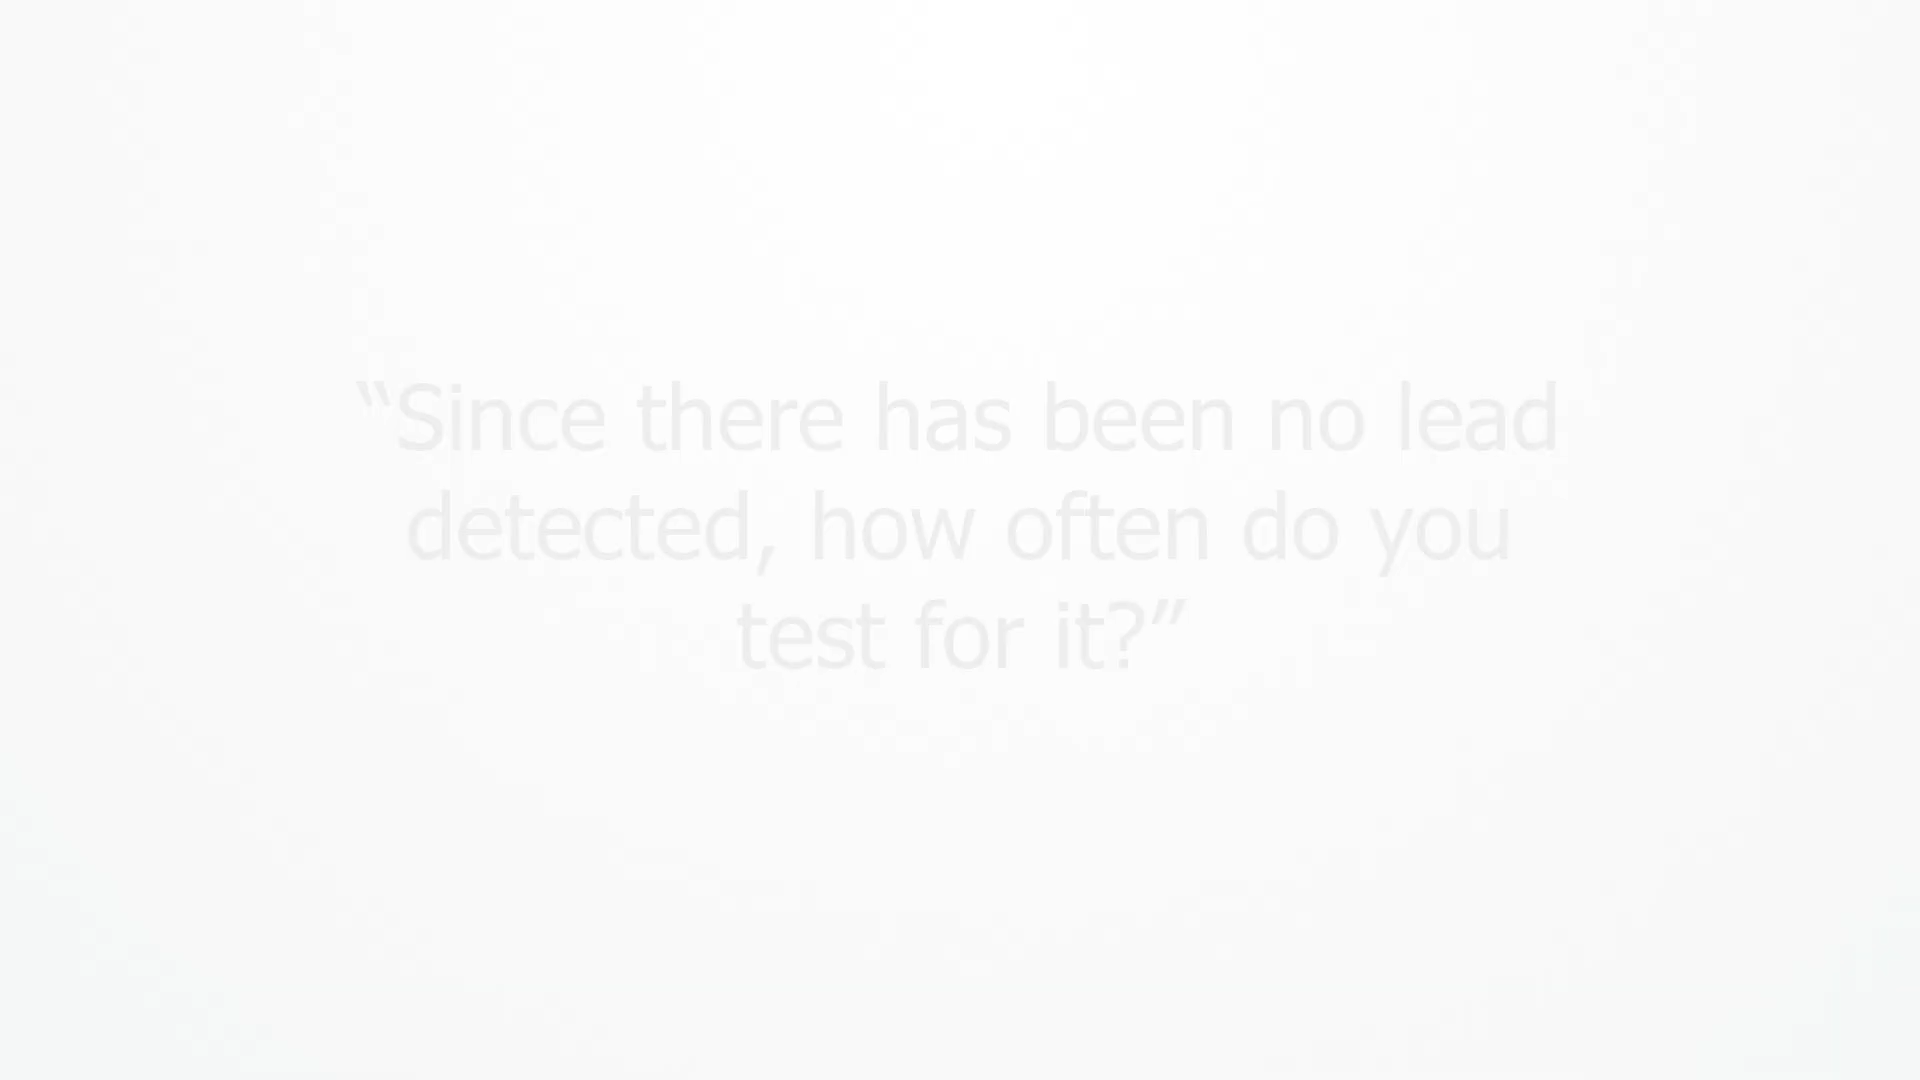 “Since there has been no lead
detected, how often do you
test for it?”